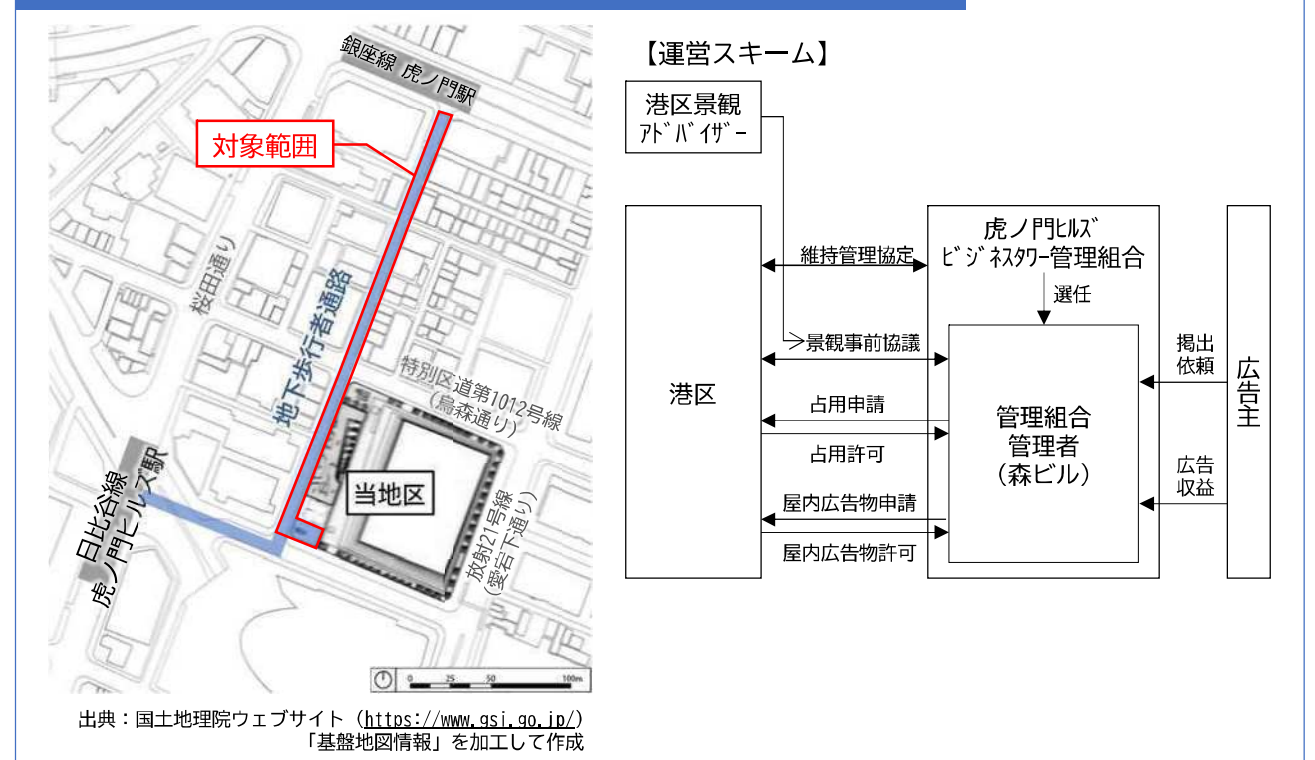 銀座線 虎ノ門駅
対象範囲
桜田通り
地下歩行者通路
特別区道第1012号線
(烏森通り)
当地区
日比谷線
虎ノ門ヒルズ駅
放射21号線
(愛宕下通り)
0 25 50 100m
出典：国土地理院ウェブサイト（https://www.gsi.go.jp/）
「基盤地図情報」を加工して作成
【運営スキーム】
港区景観
ｱﾄﾞﾊﾞｲｻﾞｰ
港区
維持管理協定
景観事前協議
占用申請
占用許可
屋内広告物申請
屋内広告物許可
虎ノ門ﾋﾙｽﾞ
ﾋﾞｼﾞﾈｽﾀﾜｰ管理組合
選任
管理組合
管理者
(森ビル)
掲出
依頼
広告
収益
広告主